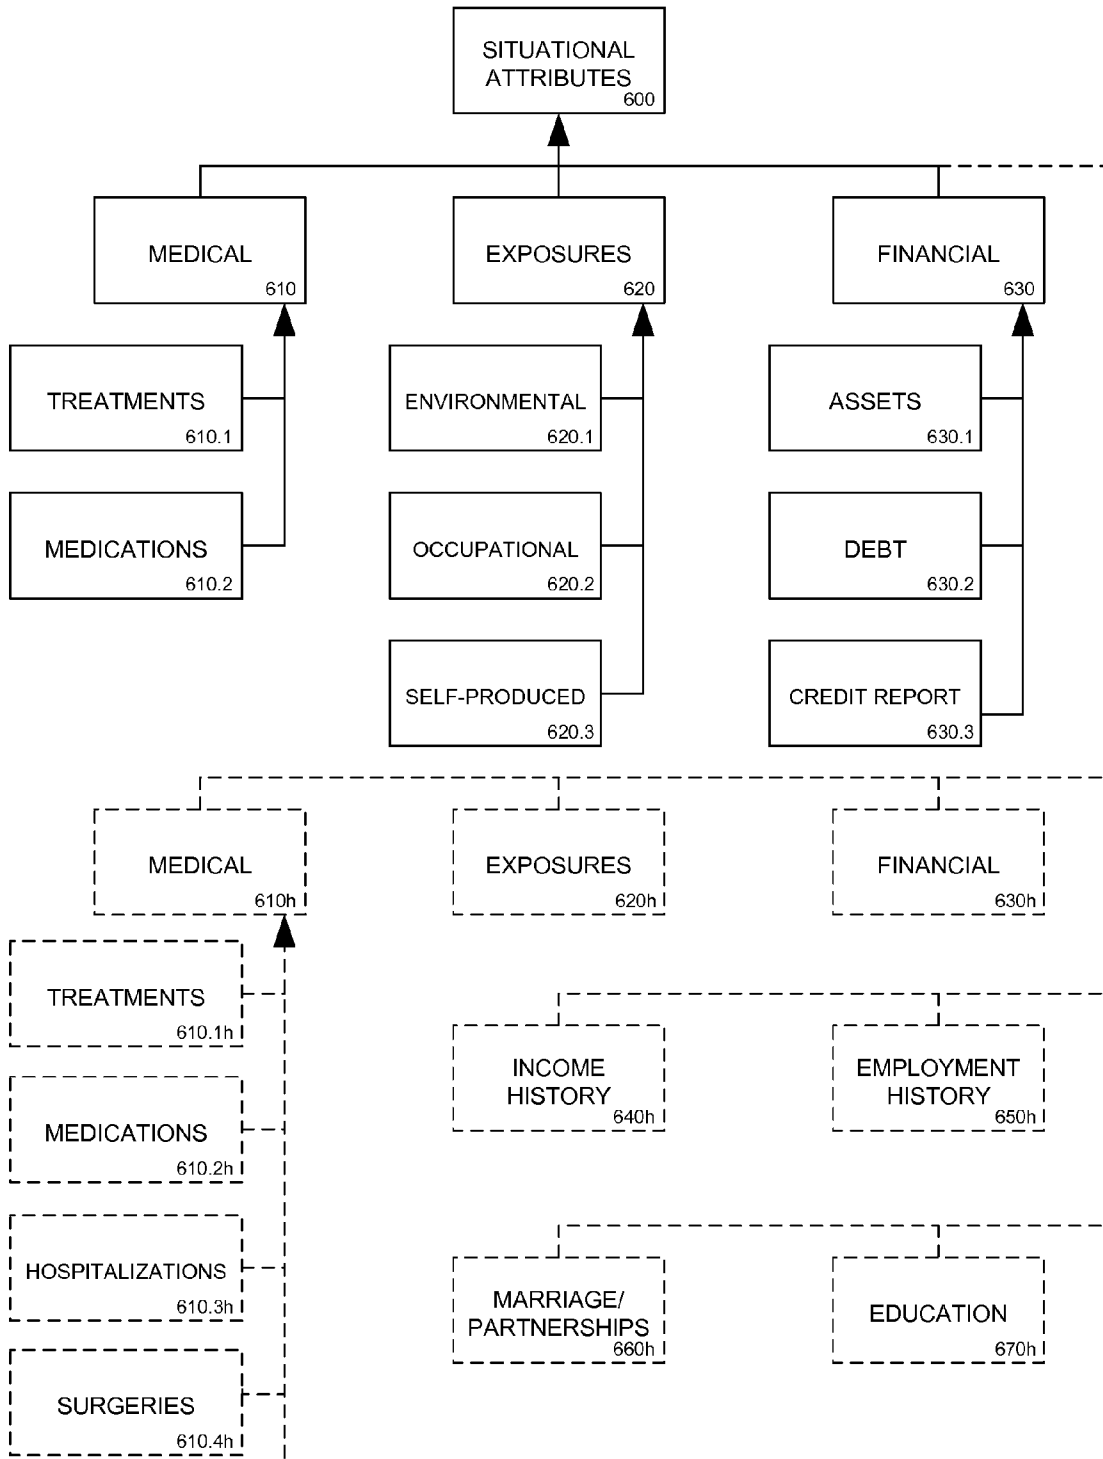 SITUATIONAL
ATTRIBUTES
600
MEDICAL
610
EXPOSURES
620
FINANCIAL
630
TREATMENTS
610.1
ENVIRONMENTAL
620.1
ASSETS
630.1
MEDICATIONS
610.2
OCCUPATIONAL
620.2
DEBT
630.2
SELF-PRODUCED
620.3
CREDIT REPORT
630.3
MEDICAL
610h
EXPOSURES
620h
FINANCIAL
630h
TREATMENTS
610.1h
INCOME
HISTORY
640h
EMPLOYMENT
HISTORY
650h
MEDICATIONS
610.2h
HOSPITALIZATIONS
610.3h
MARRIAGE/
PARTNERSHIPS
660h
EDUCATION
670h
SURGERIES
610.4h